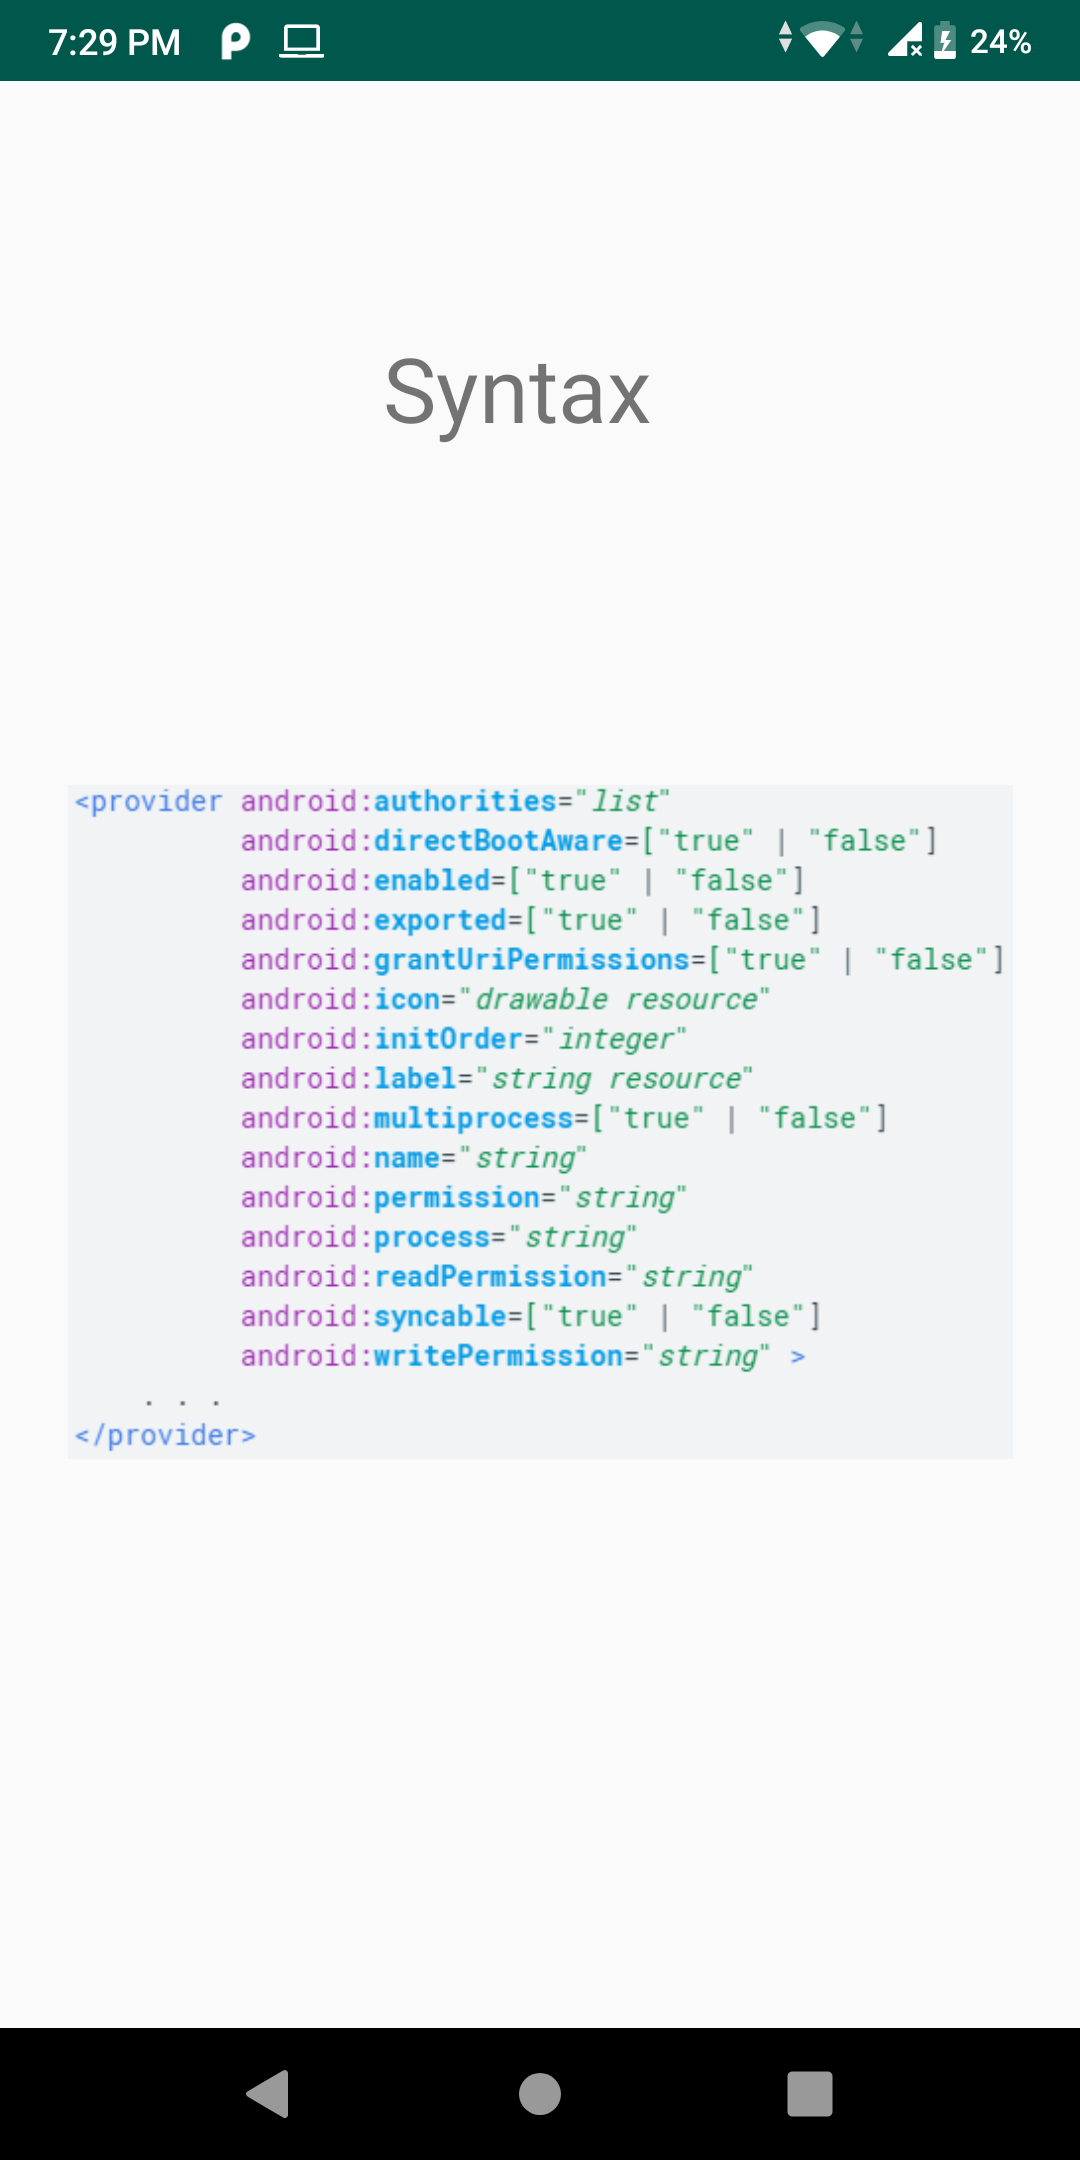 7:29 PM 24%
Syntax
<provider android:authorities="list"
android:directBootAware=["true" | "false"]
android:enabled=["true" | "false"]
android:exported=["true" | "false"]
android:grantUriPermissions=["true" | "false"]
android:icon="drawable resource"
android:initOrder="integer"
android:label="string resource"
android:multiprocess=["true" | "false"]
android:name="string"
android:permission="string"
android:process="string"
android:readPermission="string"
android:syncable=["true" | "false"]
android:writePermission="string" >
. . .
</provider>